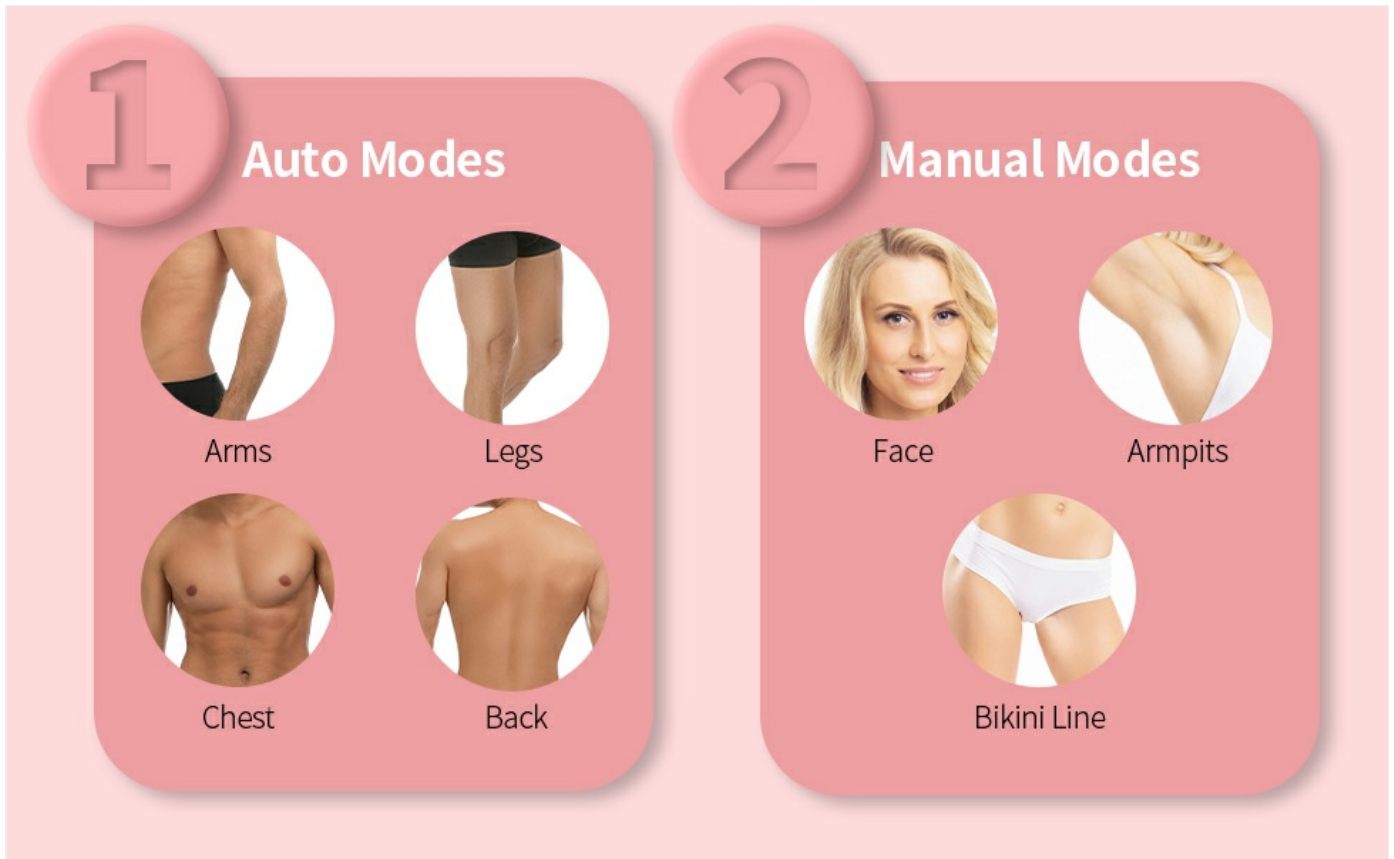 1
Auto Modes
Arms
Legs
Chest
Back
2
Manual Modes
Face
Armpits
Bikini Line